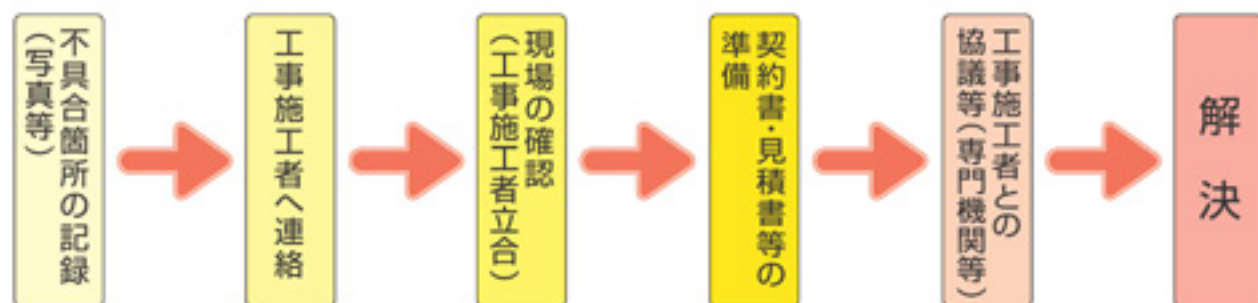 不具合箇所の記録
（写真等）
工事施工者へ連絡
現場の確認
（工事施工者立合）
契約書・見積書等の
準備
工事施工者との
協議等（専門機関等）
解決